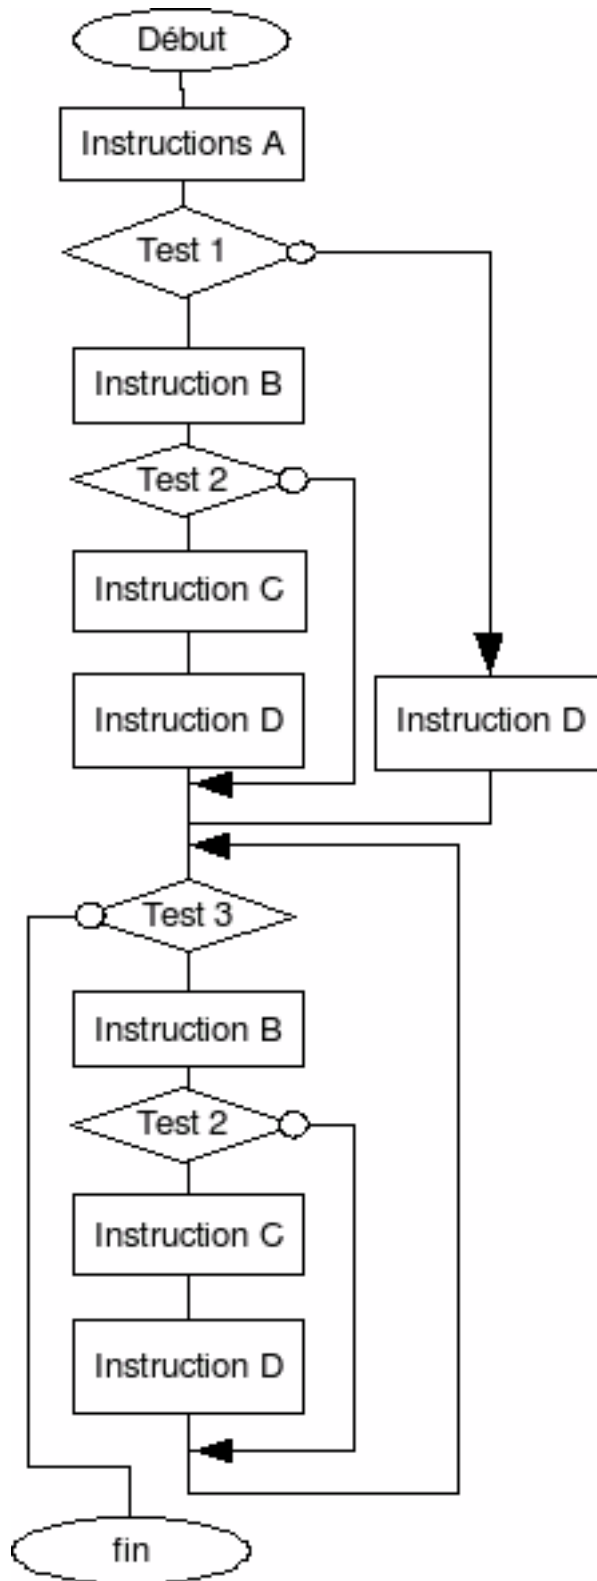 Début
Instructions A
Test 1
Instruction B
Test 2
Instruction C
Instruction D
Instruction D
Test 3
Instruction B
Test 2
Instruction C
Instruction D
fin